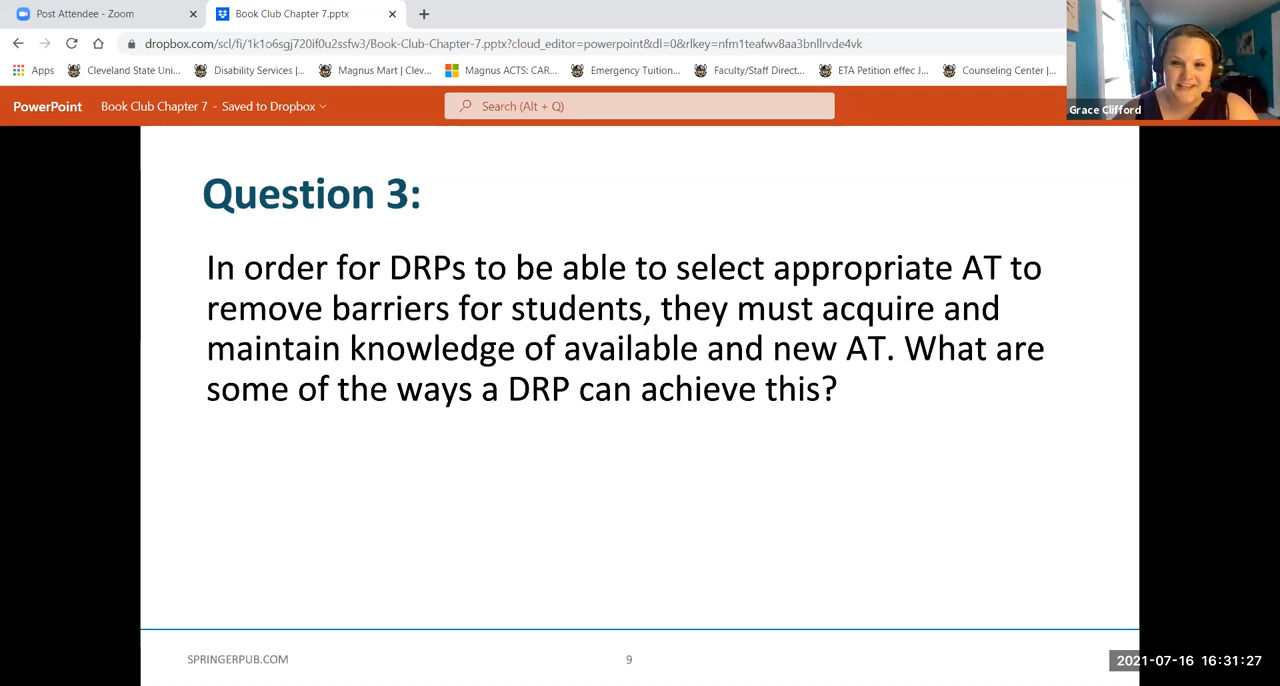 Post Attendee - Zoom
Book Club Chapter 7.pptx
dropbox.com/scl/fi/1k1o6sgj720if0u2ssfw3/Book-Club-Chapter-7.pptx?cloud_editor=powerpoint&dl=0&rlkey=nfm1teafwv8aa3bnllrvde4vk
Apps
Cleveland State Uni...
Disability Services |...
Magnus Mart | Clev...
Magnus ACTS: CAR...
Emergency Tuition...
Faculty/Staff Direct...
ETA Petition effec J...
Counseling Center |...
PowerPoint
Book Club Chapter 7 - Saved to Dropbox
Search (Alt + Q)
Grace Clifford
Question 3:
In order for DRPs to be able to select appropriate AT to
remove barriers for students, they must acquire and
maintain knowledge of available and new AT. What are
some of the ways a DRP can achieve this?
SPRINGERPUB.COM
9
2021-07-16 16:31:27